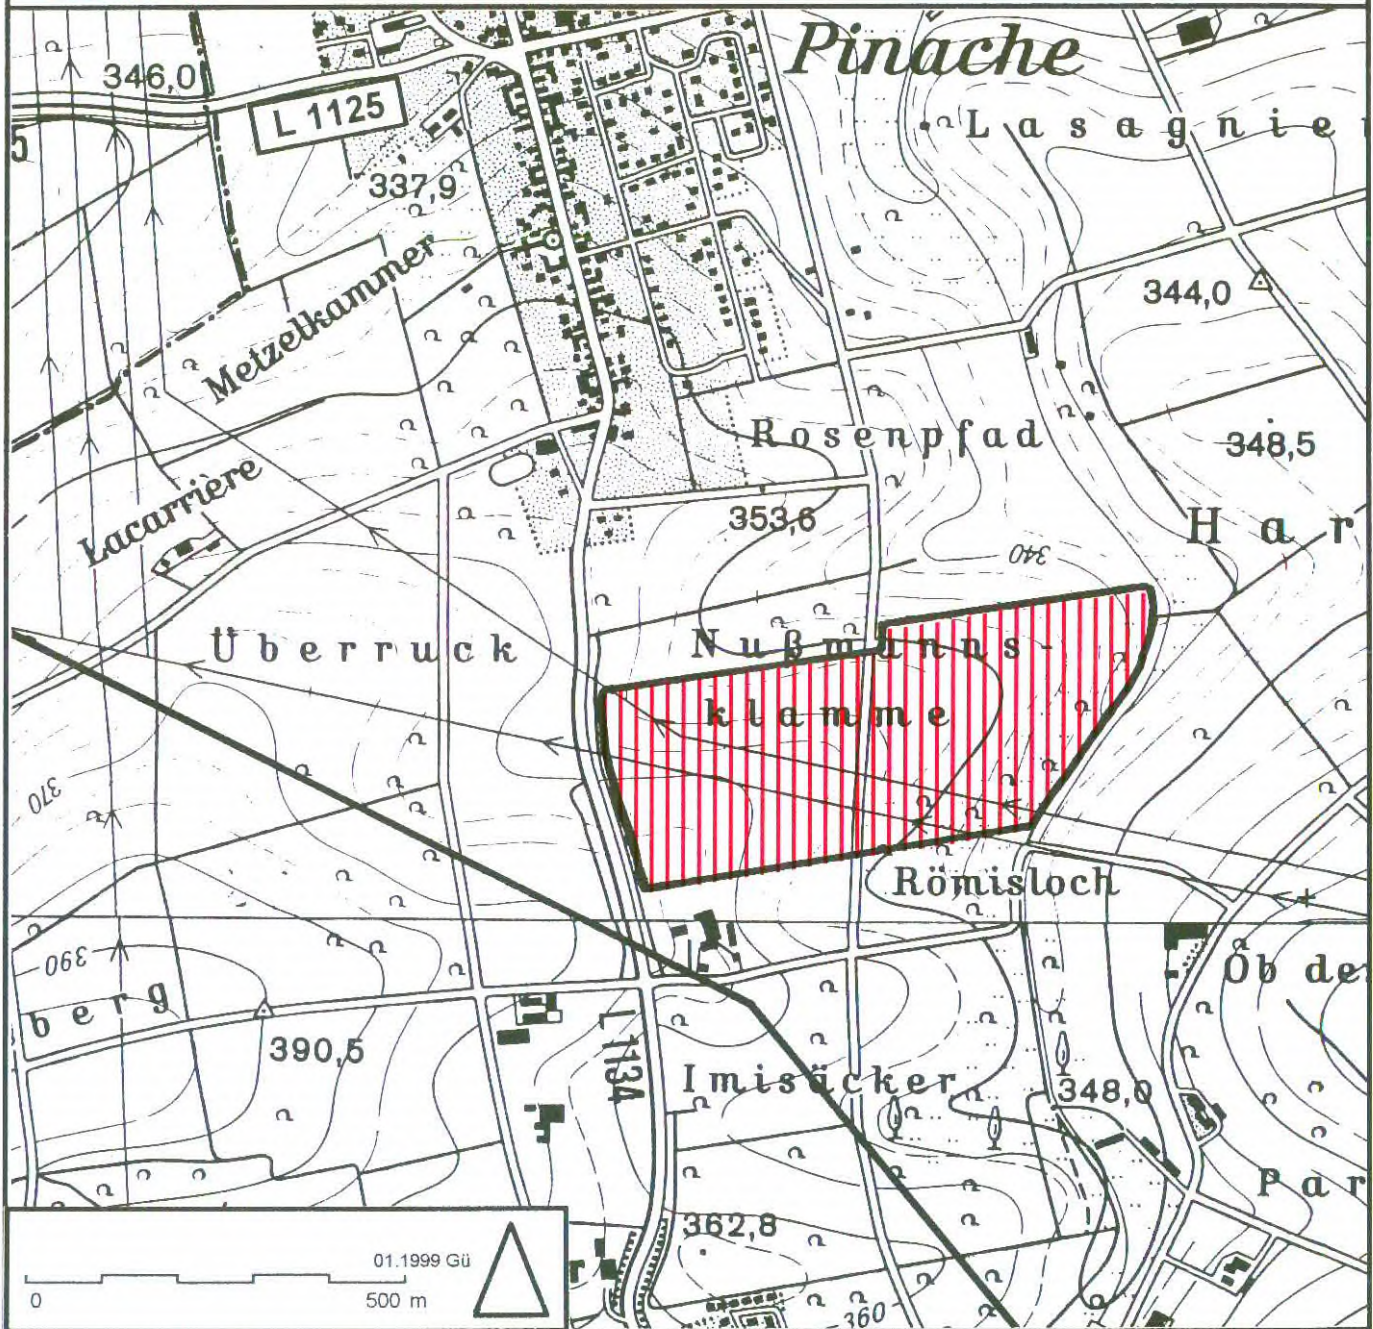 Pinache
346,0
L 1125
5
Lasagnie
337,9
Metzelkammer
344,0
Rosenpfad
348,5
Lacarrière
353,6
Har
340
Überruck
Nußmanns-
klamme
370
Römisloch
390
Ob de
berg
390,5
L 1134
Imisäcker
348,0
Par
362,8
360
01.1999 Gü
0 500 m